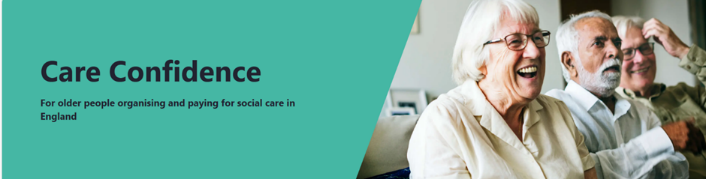 Care Confidence
For older people organising and paying for social care in
England